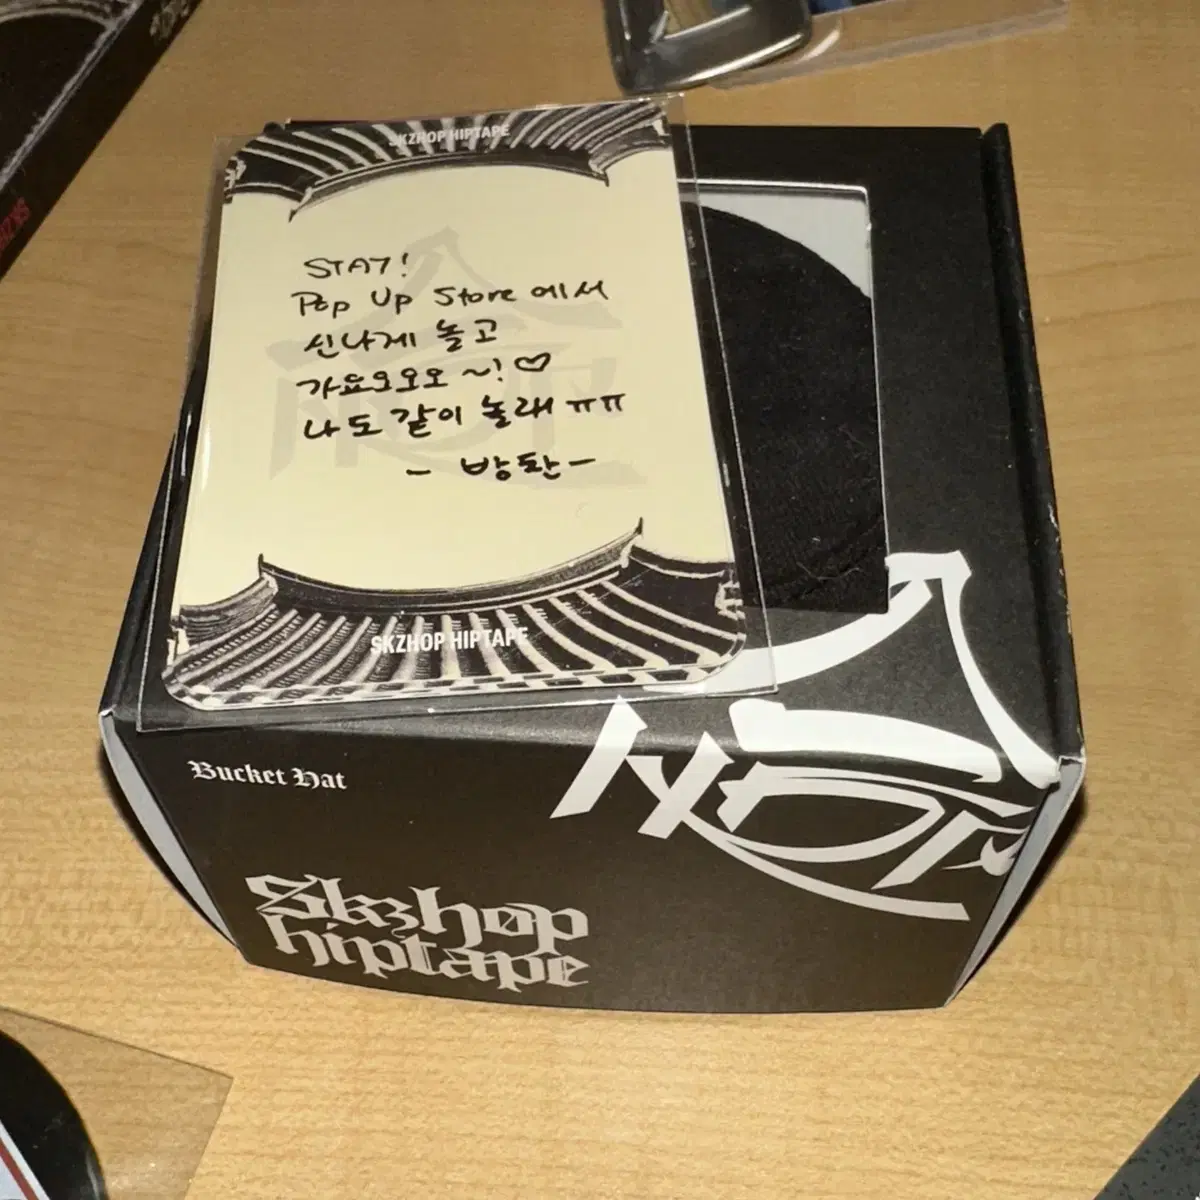 SKZHOP HIPTAPE
STAY!
Pop Up Store 에서
신나게 놀고
가요오오오 ~! ♡
나도 같이 놀래 ㅠㅠ
- 방찬 -
SKZHOP HIPTAPE
Bucket Hat
Skzhop
hiptape